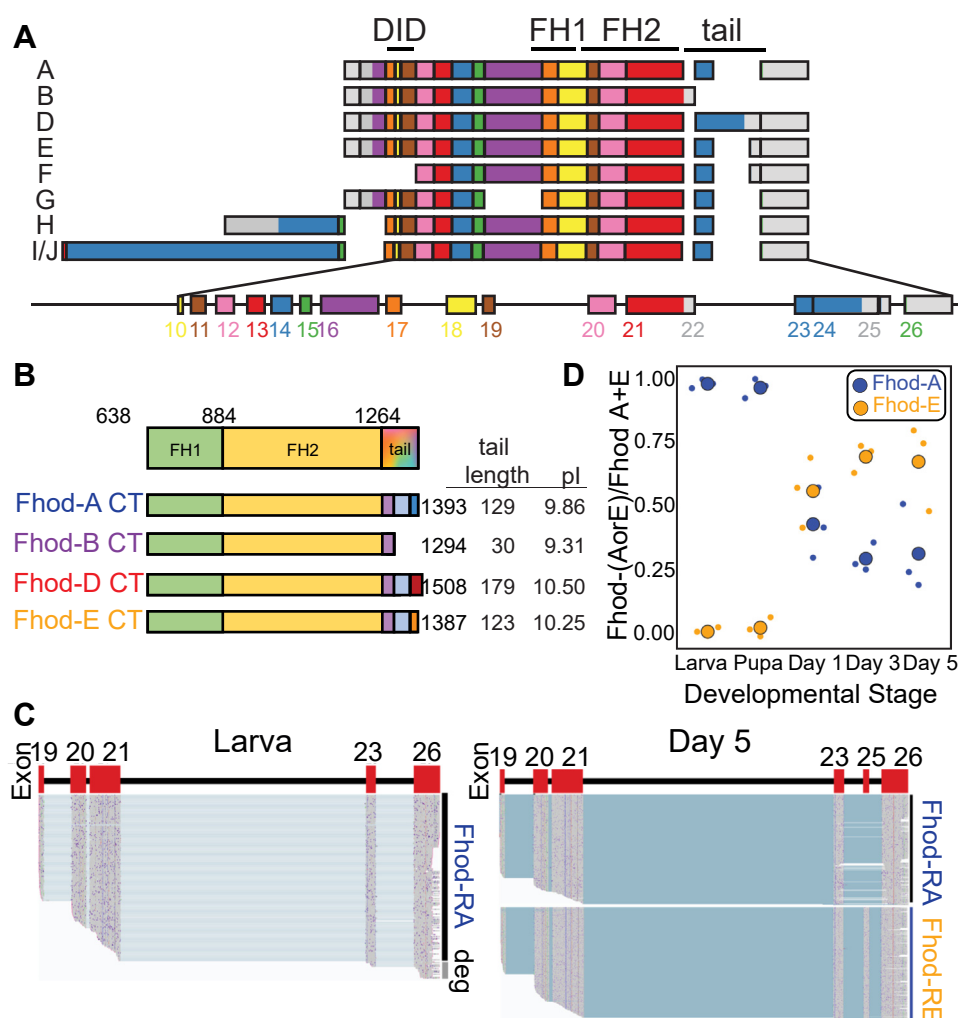 A
DID FH1 FH2 tail
A
B
D
E
F
G
H
I/J
10 11 12 13 14 15 16 17 18 19 20 21 22 23 24 25 26
B
638 884 1264
FH1 FH2 tail
tail length pI
Fhod-A CT 1393 129 9.86
Fhod-B CT 1294 30 9.31
Fhod-D CT 1508 179 10.50
Fhod-E CT 1387 123 10.25
D
Fhod-(AorE)/Fhod A+E
1.00
0.75
0.50
0.25
0.00
Fhod-A
Fhod-E
Larva Pupa Day 1 Day 3 Day 5
Developmental Stage
C
Larva
Exon
19 20 21 23 26
Fhod-RA
deg
Day 5
Exon
19 20 21 23 25 26
Fhod-RA
Fhod-RE